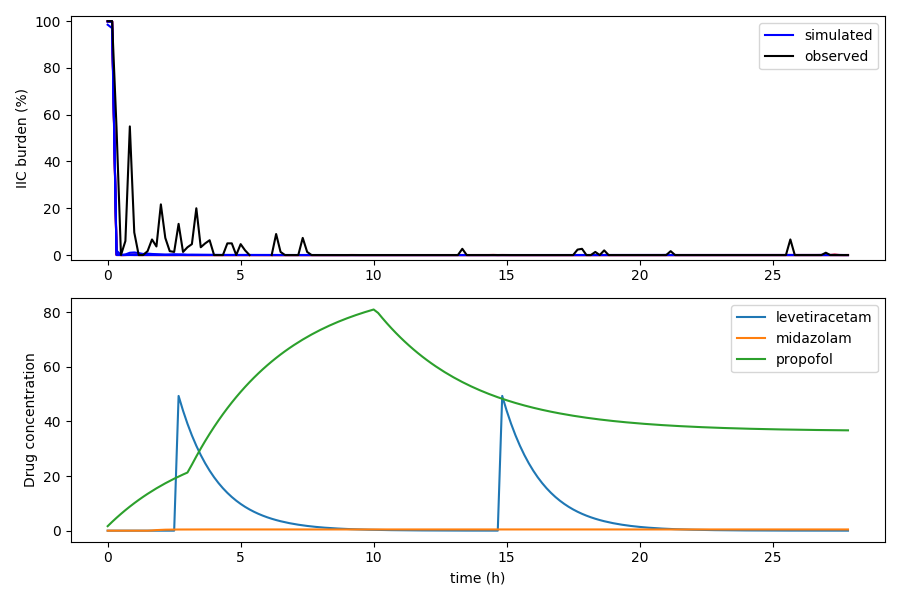 100
80
60
40
20
0
IIC burden (%)
simulated
observed
0 5 10 15 20 25
80
60
40
20
0
Drug concentration
levetiracetam
midazolam
propofol
0 5 10 15 20 25
time (h)